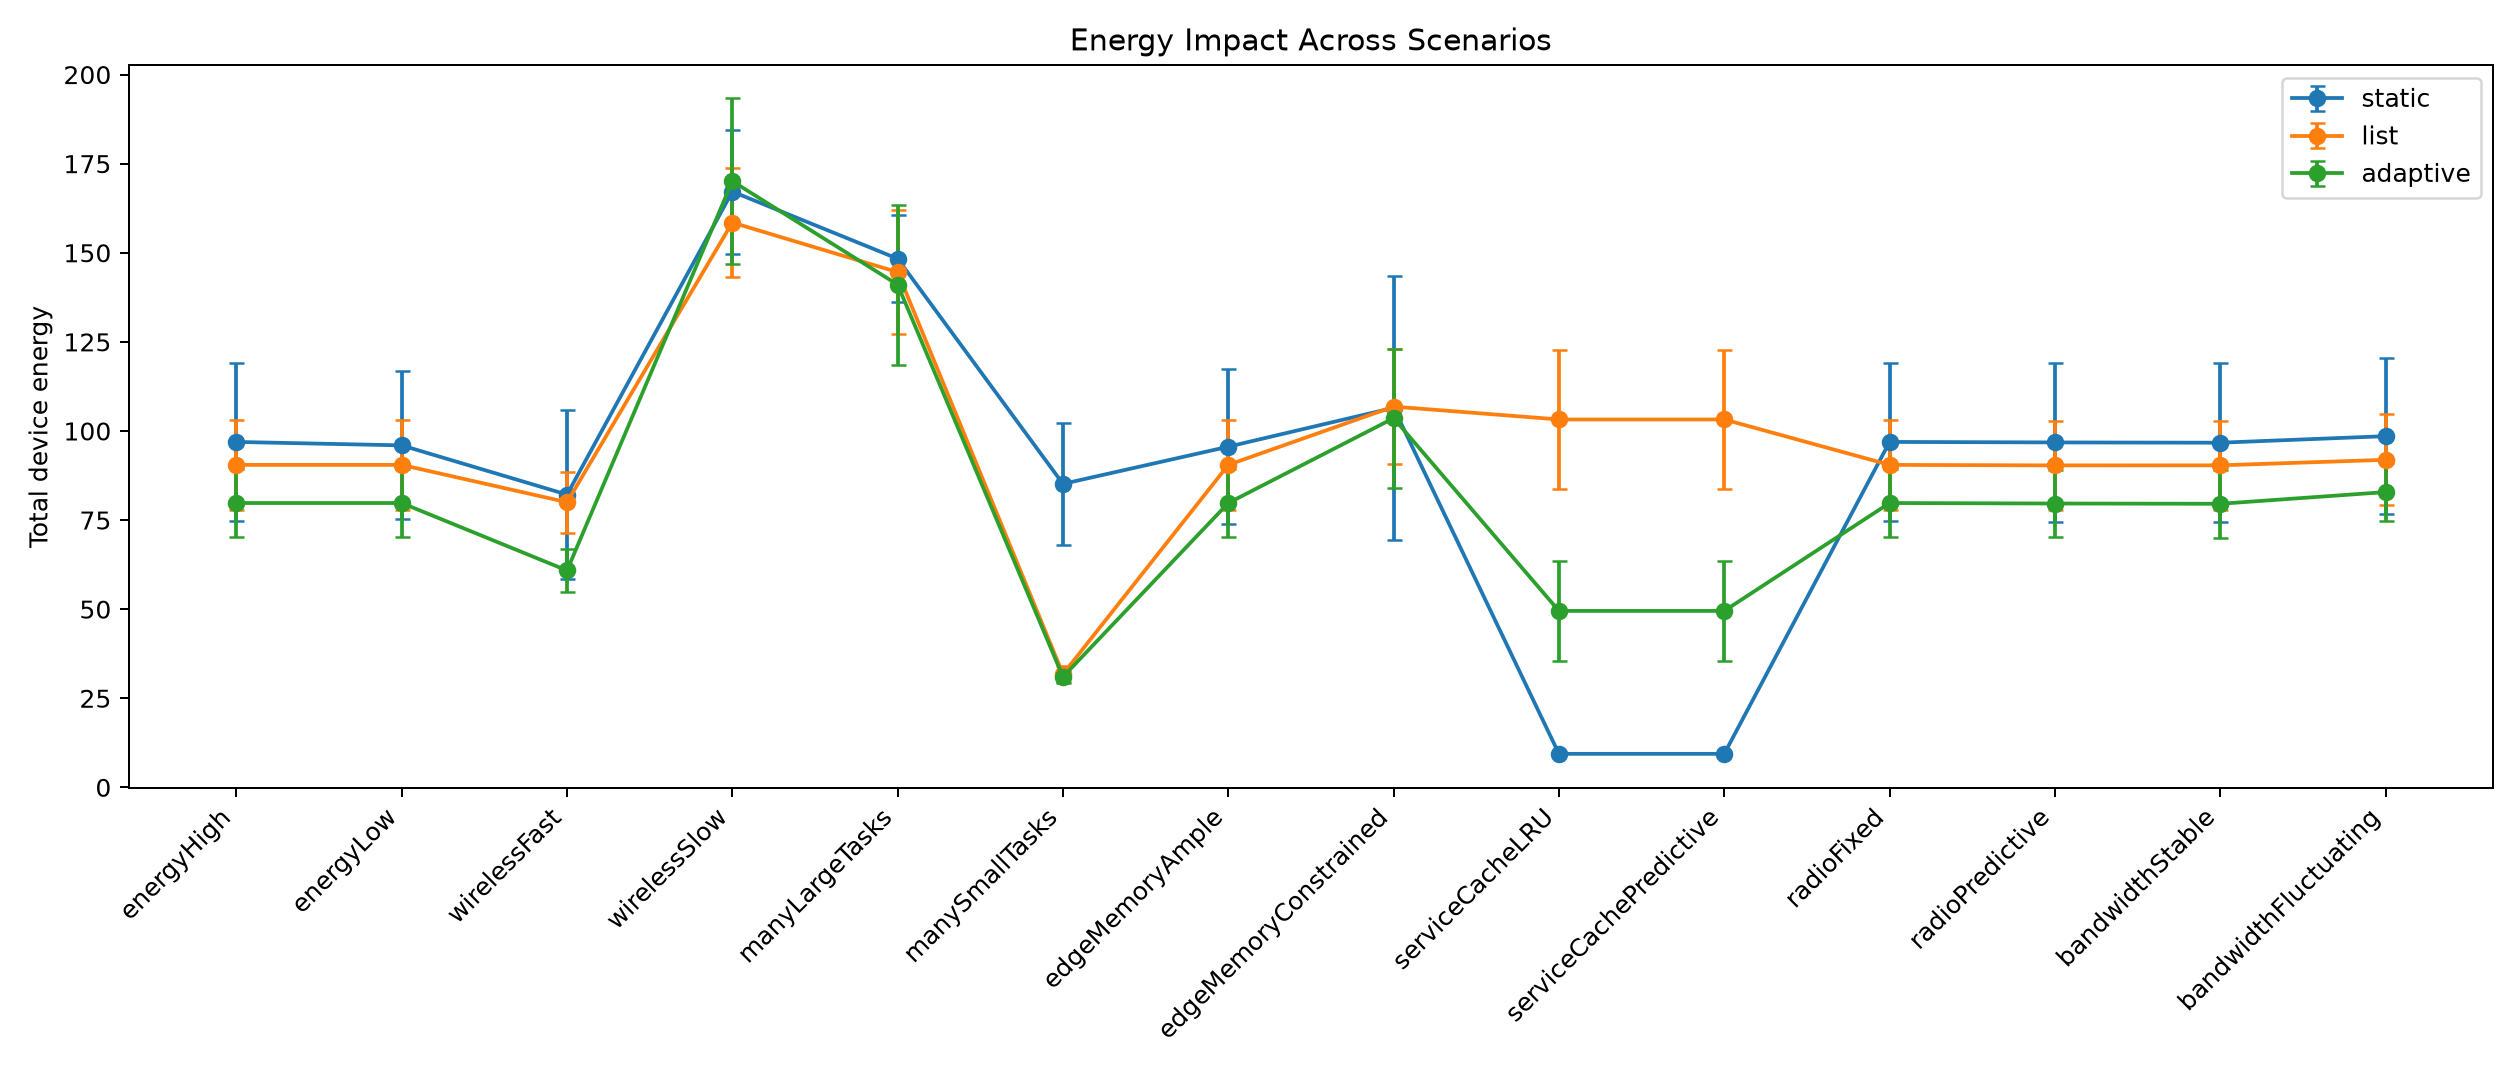 Energy Impact Across Scenarios
Total device energy
200
175
150
125
100
75
50
25
0
static
list
adaptive
energyHigh
energyLow
wirelessFast
wirelessSlow
manyLargeTasks
manySmallTasks
edgeMemoryAmple
edgeMemoryConstrained
serviceCacheLRU
serviceCachePredictive
radioFixed
radioPredictive
bandwidthStable
bandwidthFluctuating